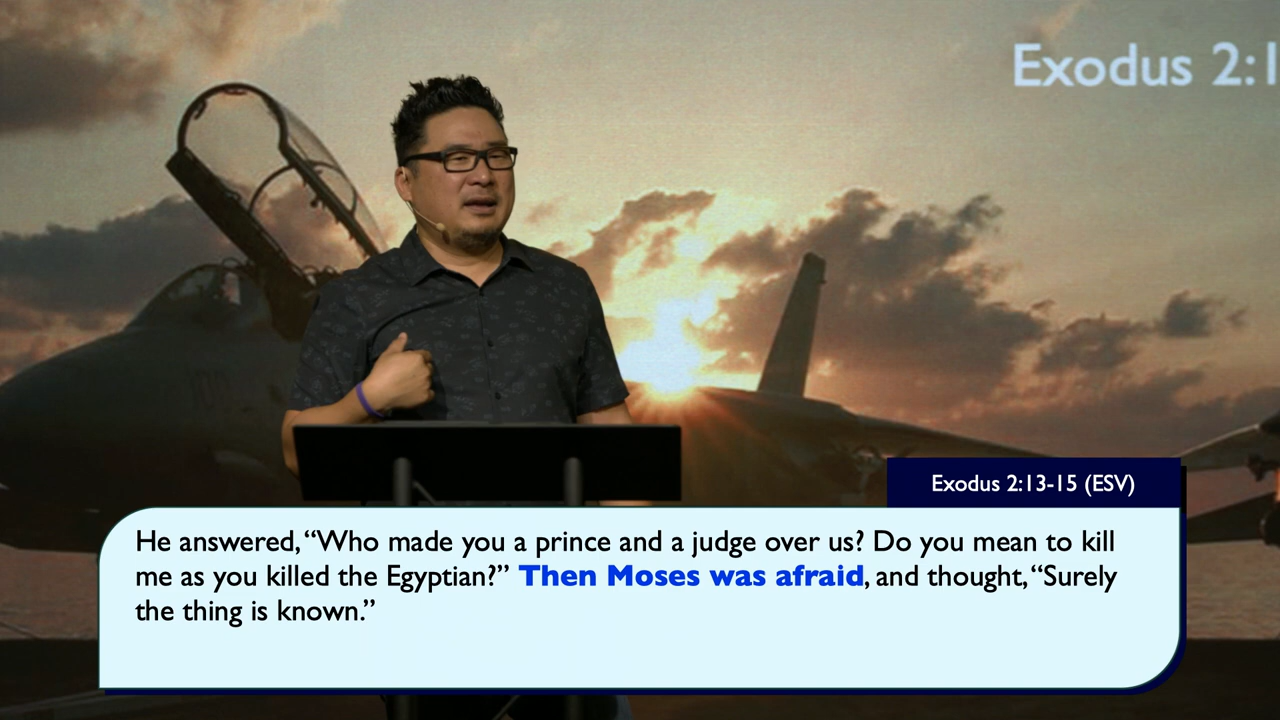 Exodus 2:1
Exodus 2:13-15 (ESV)
He answered, “Who made you a prince and a judge over us? Do you mean to kill
me as you killed the Egyptian?” Then Moses was afraid, and thought, “Surely
the thing is known.”